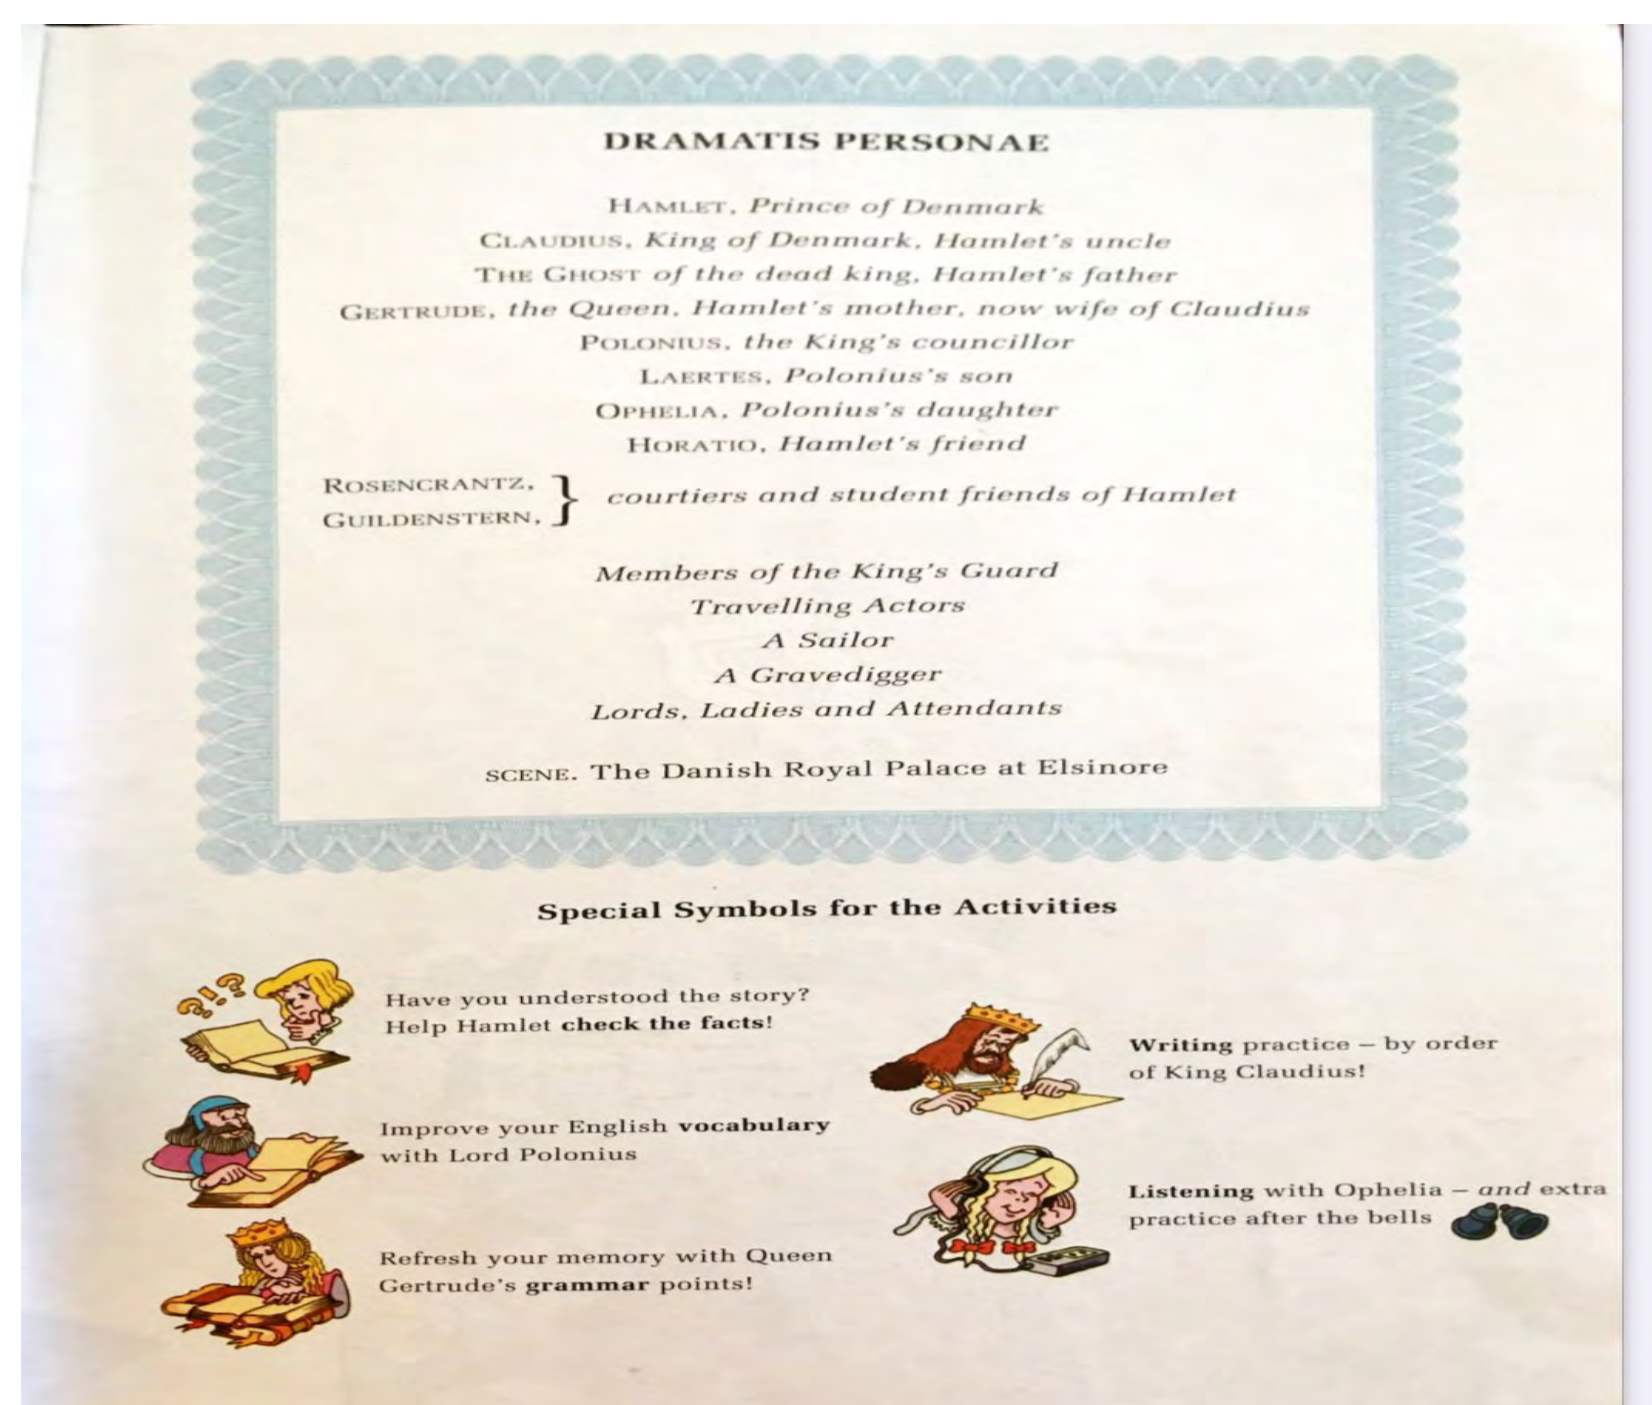 DRAMATIS PERSONAE
HAMLET, Prince of Denmark
CLAUDIUS, King of Denmark, Hamlet's uncle
THE GHOST of the dead king, Hamlet's father
GERTRUDE, the Queen, Hamlet's mother, now wife of Claudius
POLONIUS, the King's councillor
LAERTES, Polonius's son
OPHELIA, Polonius's daughter
HORATIO, Hamlet's friend
ROSENCRANTZ,
GUILDENSTERN, } courtiers and student friends of Hamlet
Members of the King's Guard
Travelling Actors
A Sailor
A Gravedigger
Lords, Ladies and Attendants
SCENE. The Danish Royal Palace at Elsinore
Special Symbols for the Activities
?!?
Have you understood the story?
Help Hamlet check the facts!
Improve your English vocabulary
with Lord Polonius
Refresh your memory with Queen
Gertrude's grammar points!
Writing practice – by order
of King Claudius!
Listening with Ophelia – and extra
practice after the bells